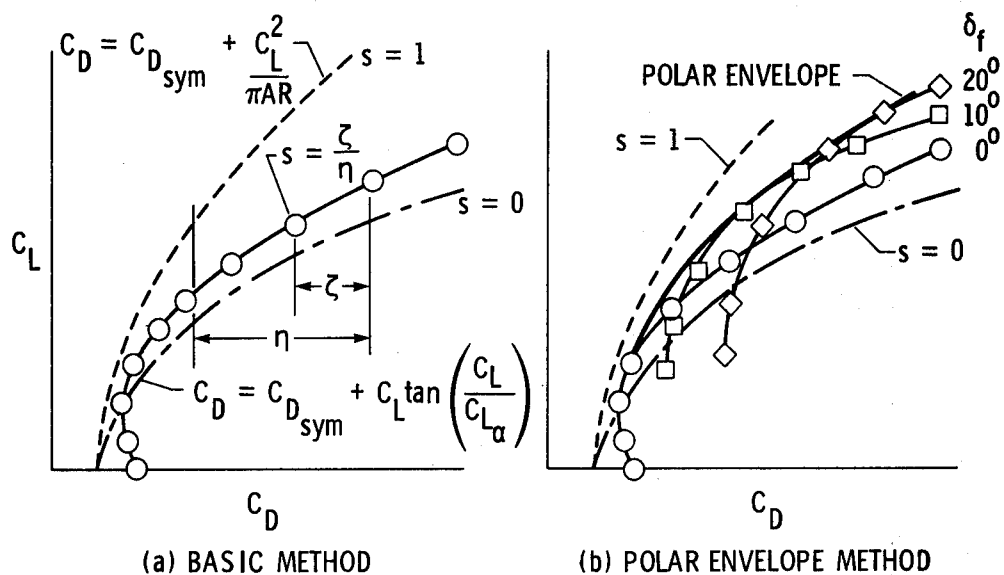 C_D = C_D_sym + C_L^2 / πAR
s = 1
s = ζ/η
s = 0
C_L
ζ
η
C_D = C_D_sym + C_L tan (C_L / C_L_α)
C_D
(a) BASIC METHOD
δ_f
POLAR ENVELOPE
20°
10°
0°
s = 1
s = 0
C_D
(b) POLAR ENVELOPE METHOD